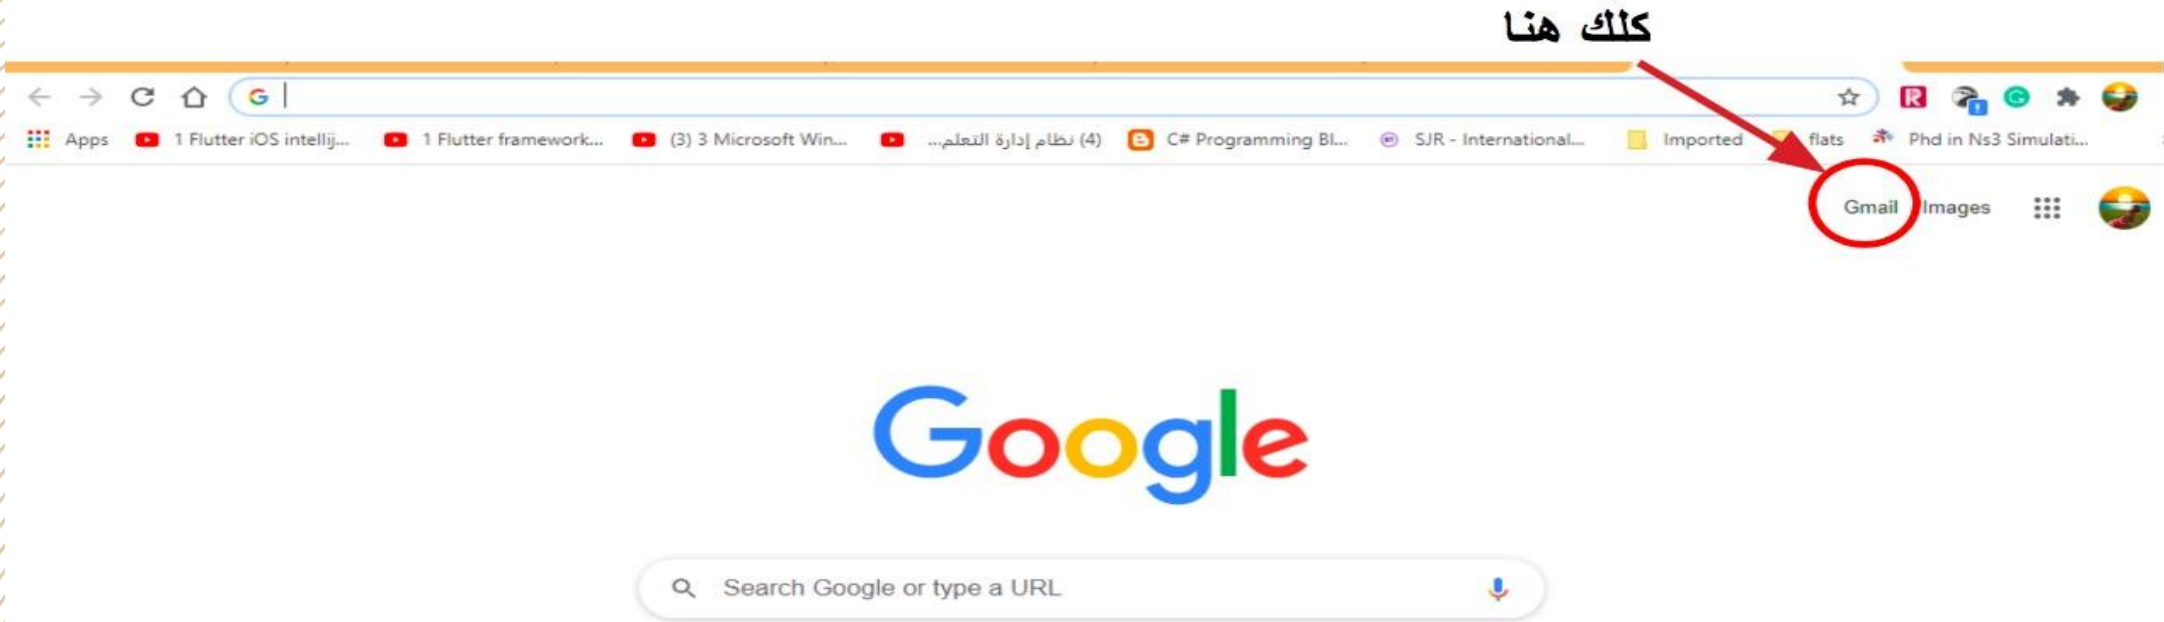 كلك هنا
Apps 1 Flutter iOS intellij... 1 Flutter framework... (3) 3 Microsoft Win... (4) نظام إدارة التعلم... C# Programming Bl... SJR - International... Imported flats Phd in Ns3 Simulati...
Gmail Images
Google
Search Google or type a URL